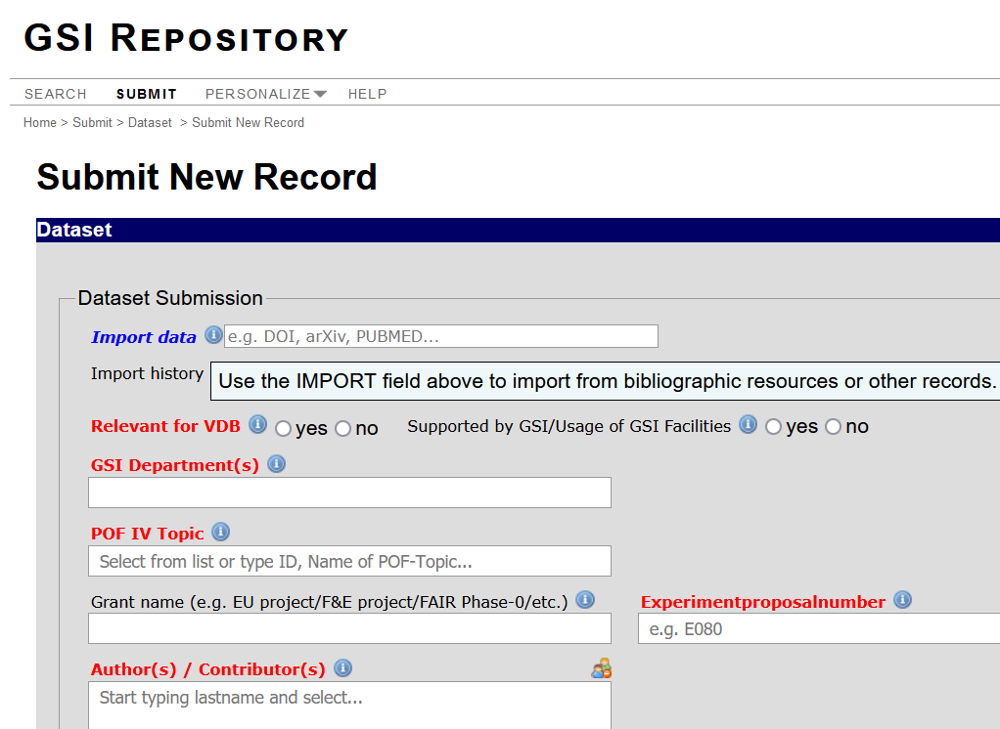 GSI REPOSITORY
SEARCH SUBMIT PERSONALIZE HELP
Home > Submit > Dataset > Submit New Record
Submit New Record
Dataset
Dataset Submission
Import data e.g. DOI, arXiv, PUBMED...
Import history Use the IMPORT field above to import from bibliographic resources or other records.
Relevant for VDB yes no Supported by GSI/Usage of GSI Facilities yes no
GSI Department(s)
POF IV Topic
Select from list or type ID, Name of POF-Topic...
Grant name (e.g. EU project/F&E project/FAIR Phase-0/etc.) Experimentproposalnumber
e.g. E080
Author(s) / Contributor(s)
Start typing lastname and select...